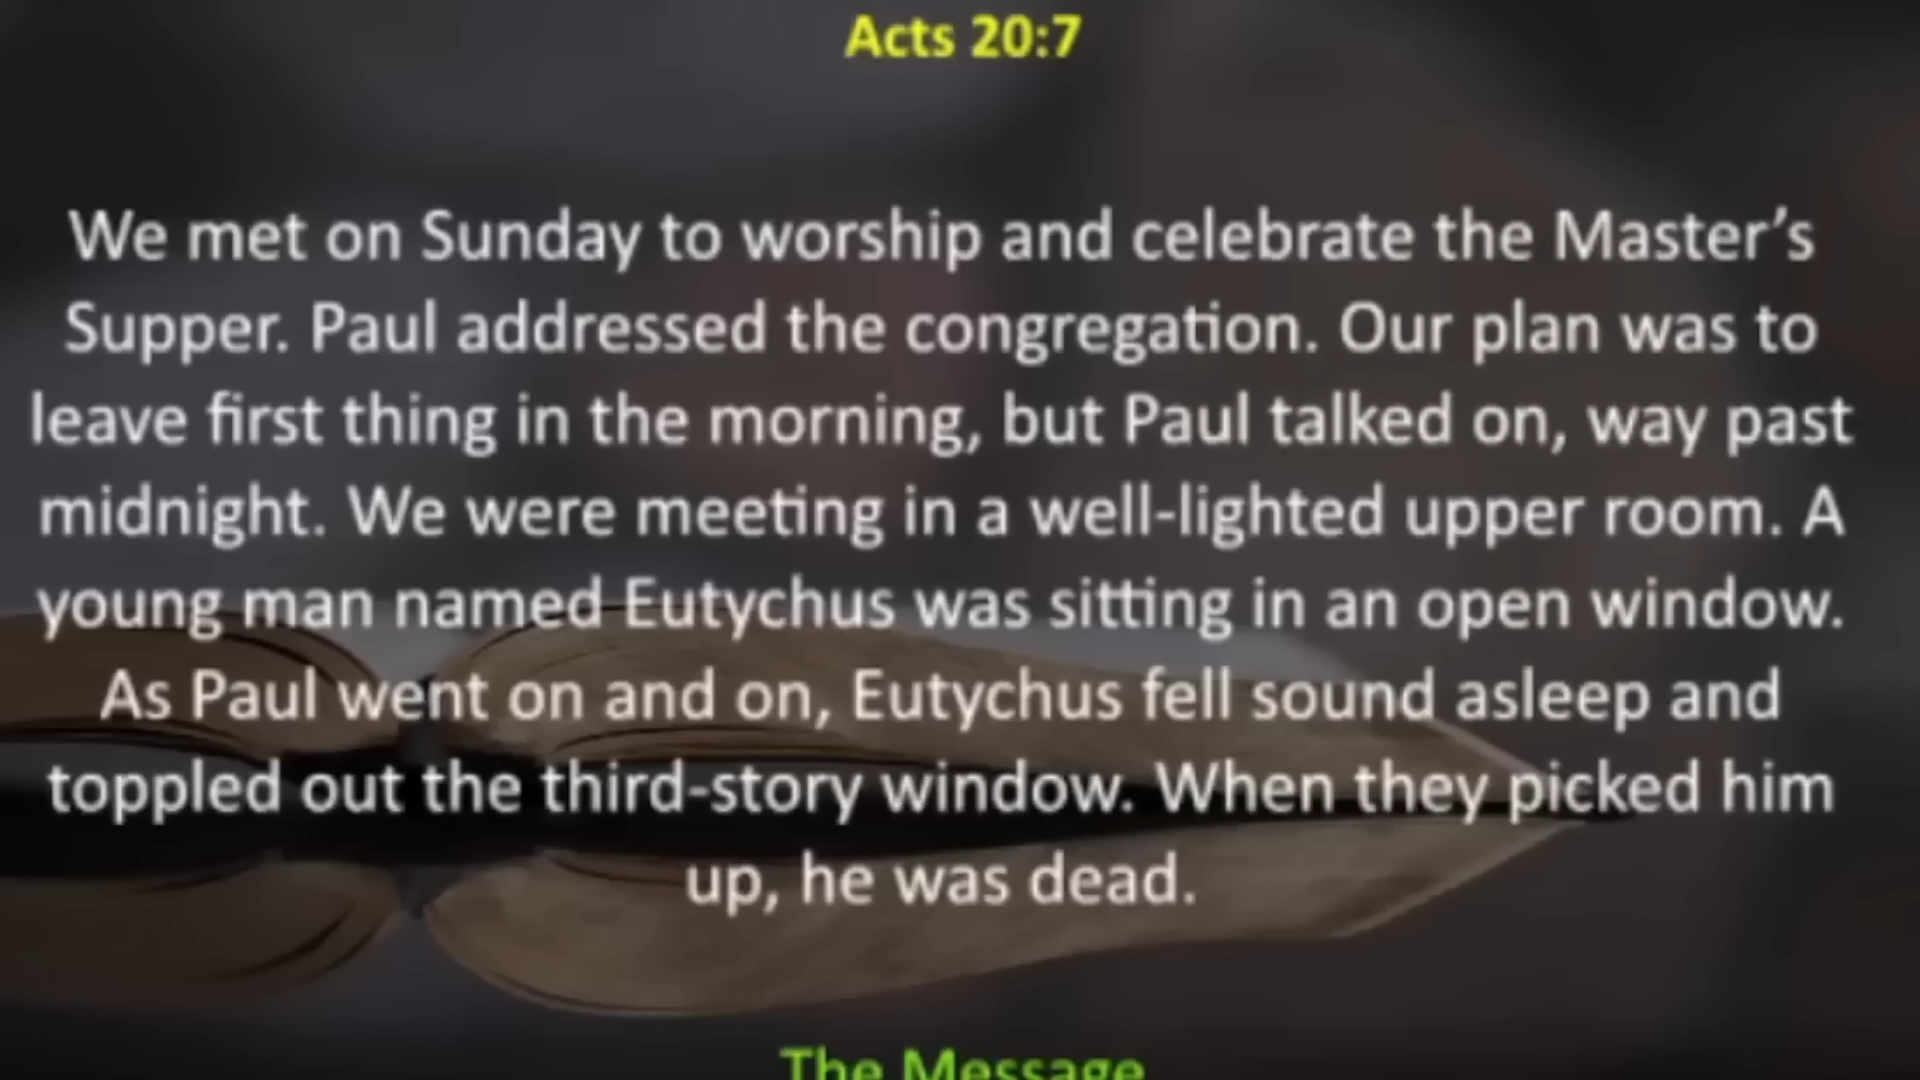 Acts 20:7
We met on Sunday to worship and celebrate the Master’s
Supper. Paul addressed the congregation. Our plan was to
leave first thing in the morning, but Paul talked on, way past
midnight. We were meeting in a well-lighted upper room. A
young man named Eutychus was sitting in an open window.
As Paul went on and on, Eutychus fell sound asleep and
toppled out the third-story window. When they picked him
up, he was dead.
The Message